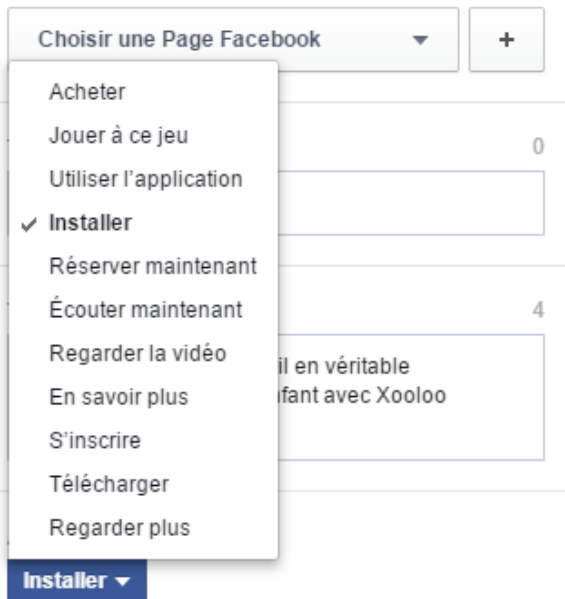 Choisir une Page Facebook
+
Acheter
Jouer à ce jeu
0
Utiliser l'application
Installer
Réserver maintenant
Écouter maintenant
4
Regarder la vidéo
il en véritable
En savoir plus
fant avec Xooloo
S'inscrire
Télécharger
Regarder plus
Installer